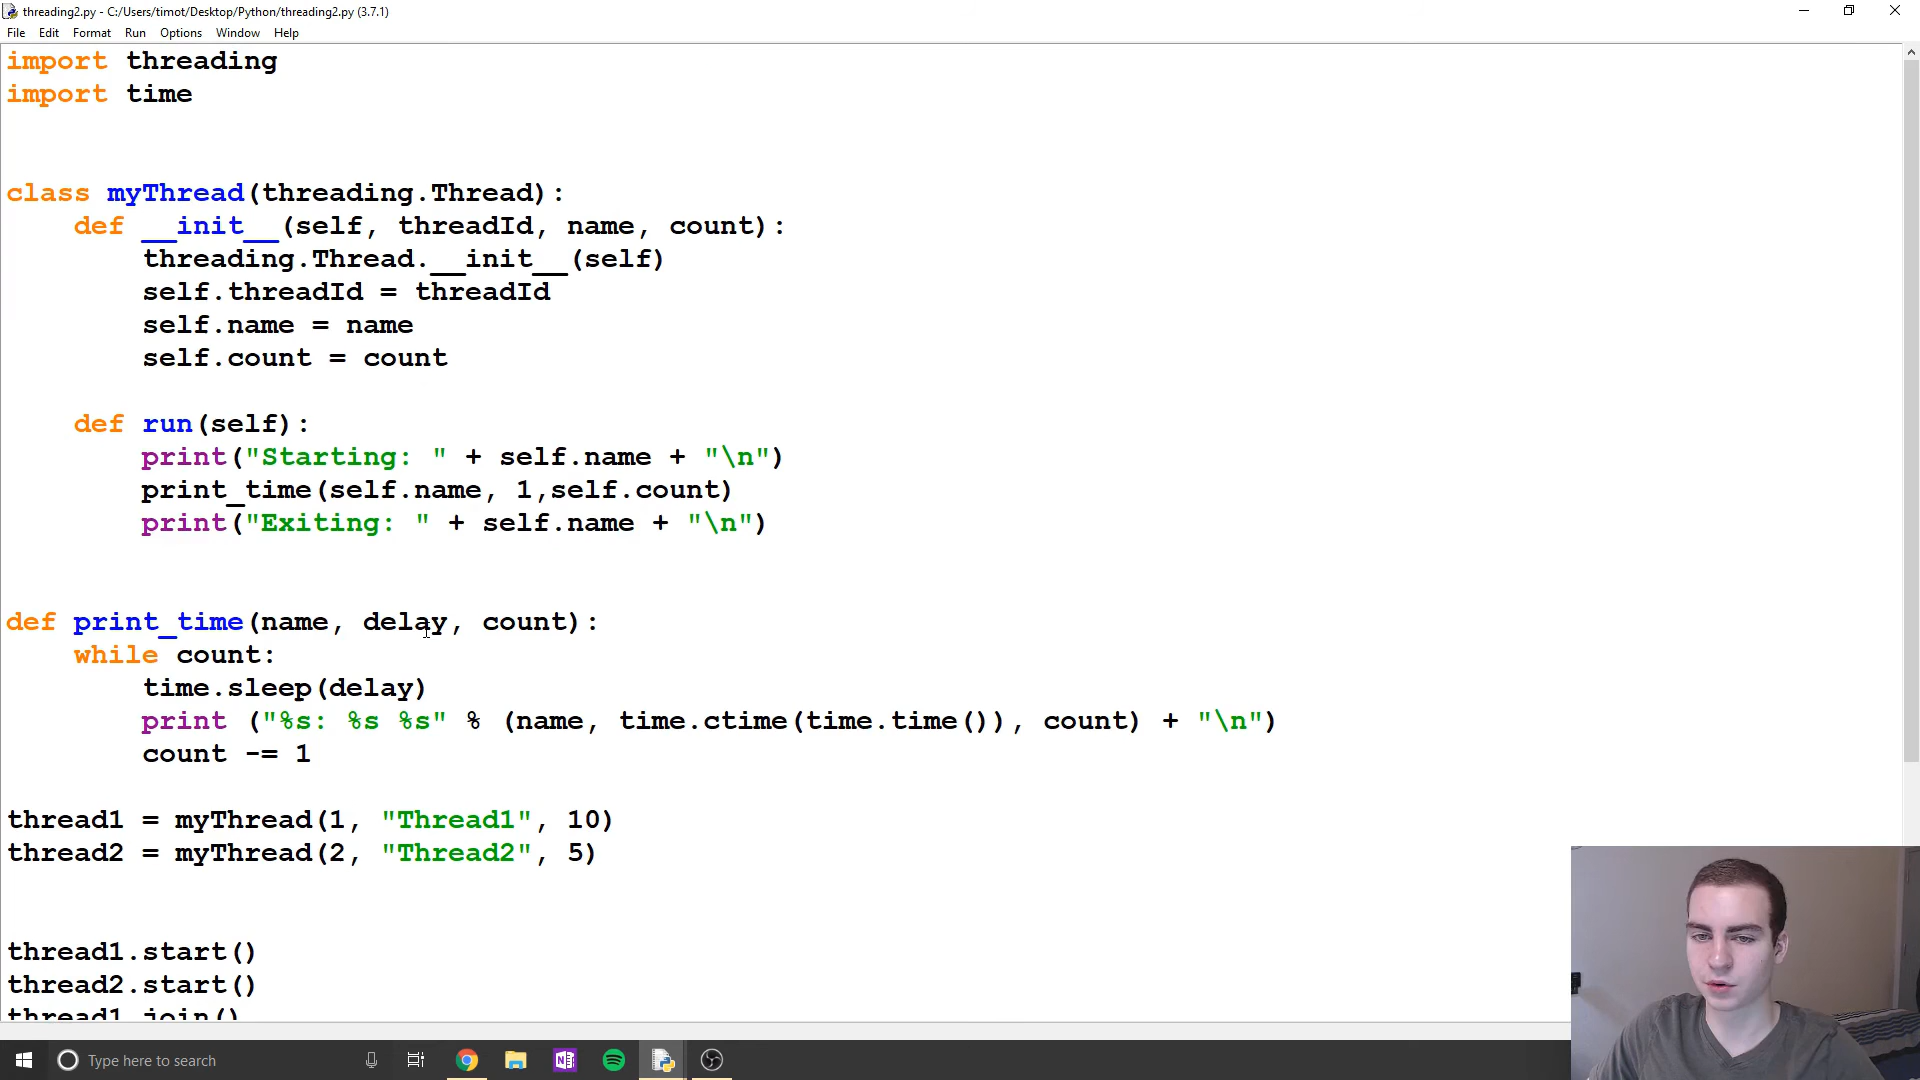 threading2.py - C:/Users/timot/Desktop/Python/threading2.py (3.7.1)
File Edit Format Run Options Window Help
import threading
import time
class myThread(threading.Thread):
    def __init__(self, threadId, name, count):
        threading.Thread.__init__(self)
        self.threadId = threadId
        self.name = name
        self.count = count
    def run(self):
        print("Starting: " + self.name + "\n")
        print_time(self.name, 1,self.count)
        print("Exiting: " + self.name + "\n")
def print_time(name, delay, count):
    while count:
        time.sleep(delay)
        print ("%s: %s %s" % (name, time.ctime(time.time()), count) + "\n")
        count -= 1
thread1 = myThread(1, "Thread1", 10)
thread2 = myThread(2, "Thread2", 5)
thread1.start()
thread2.start()
thread1.join()
Type here to search